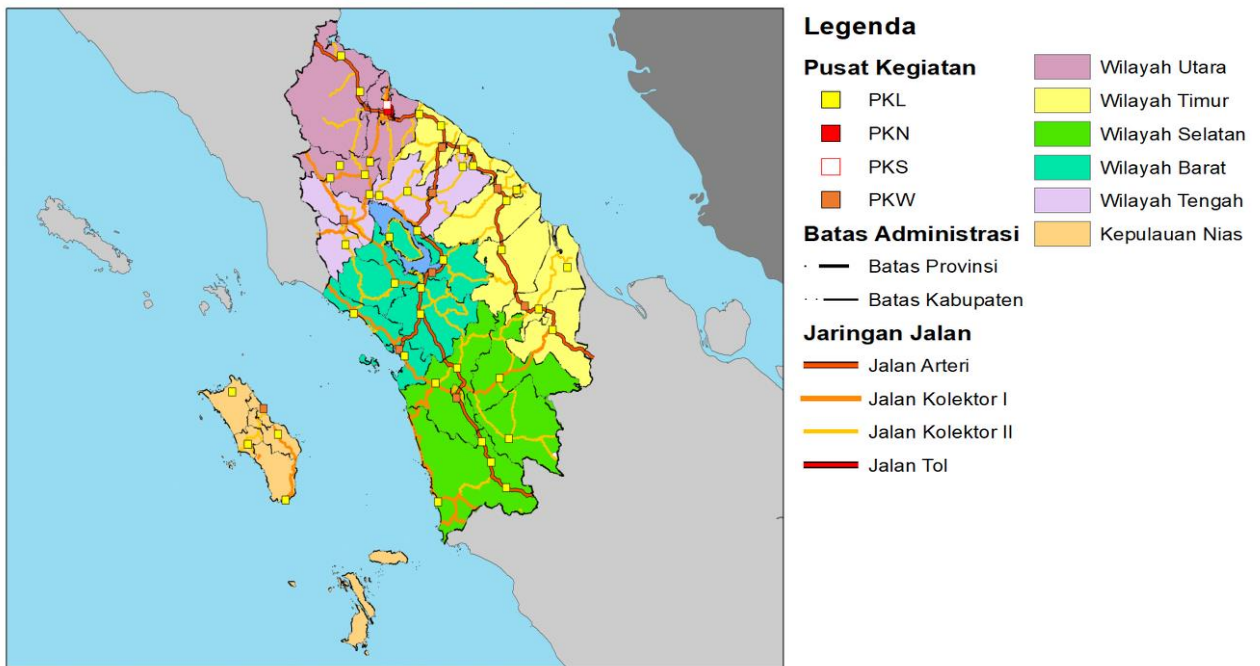 Legenda
Pusat Kegiatan
PKL
PKN
PKS
PKW
Batas Administrasi
Batas Provinsi
Batas Kabupaten
Jaringan Jalan
Jalan Arteri
Jalan Kolektor I
Jalan Kolektor II
Jalan Tol
Wilayah Utara
Wilayah Timur
Wilayah Selatan
Wilayah Barat
Wilayah Tengah
Kepulauan Nias